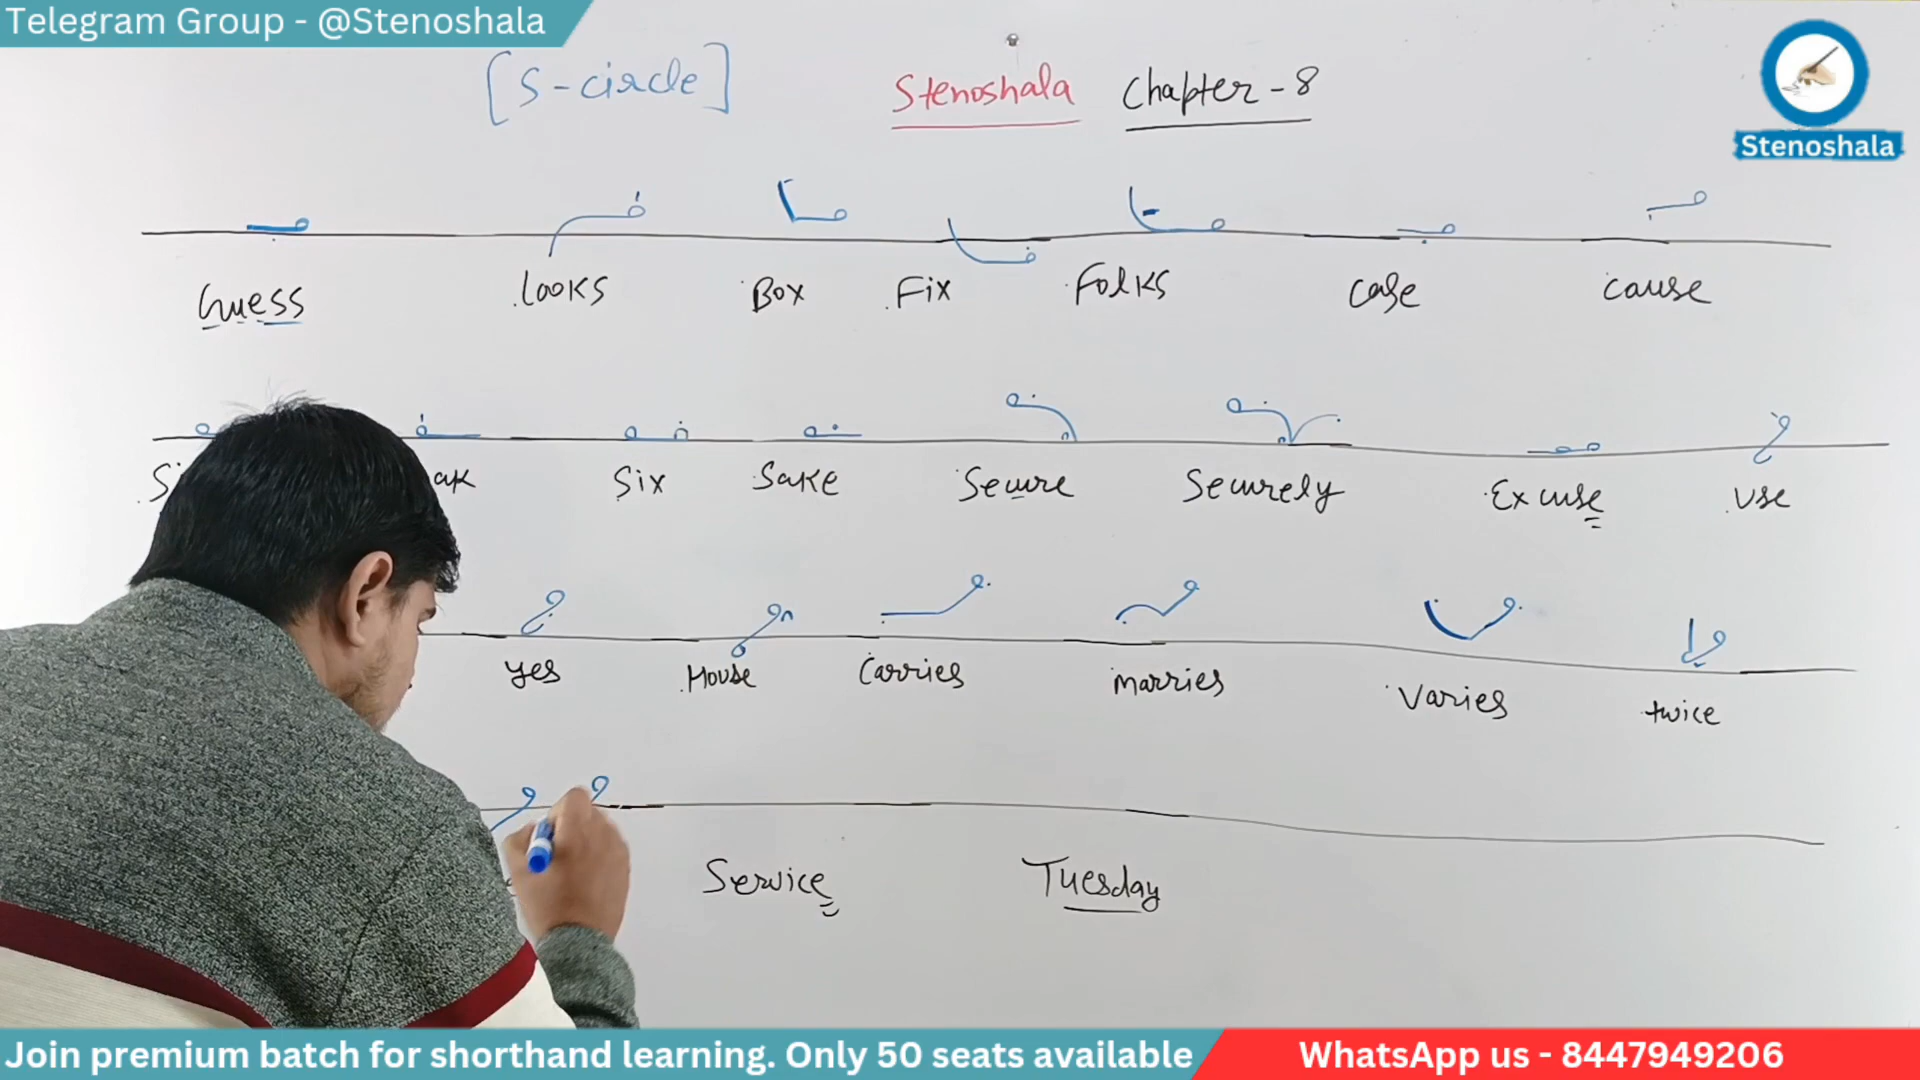 Telegram Group - @Stenoshala
[S-circle] Stenoshala Chapter-8
Stenoshala
Guess Looks Box Fix Folks Case Cause
Six Sake Secure Securely Excuse Use
Yes House Carries Marries Varies twice
Service Tuesday
Join premium batch for shorthand learning. Only 50 seats available
WhatsApp us - 8447949206